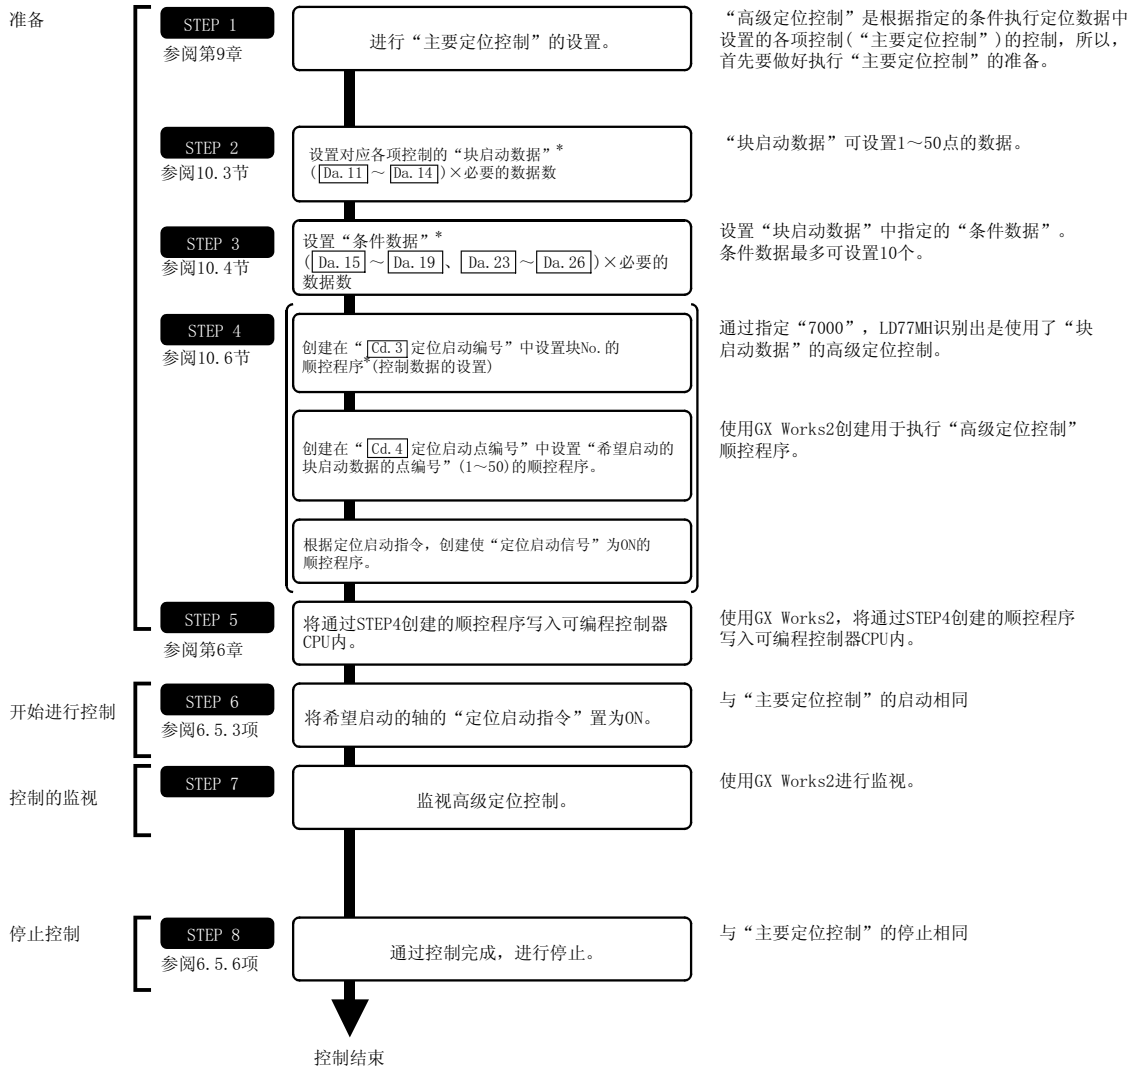 准备
STEP 1
参阅第9章
进行“主要定位控制”的设置。
“高级定位控制”是根据指定的条件执行定位数据中
设置的各项控制(“主要定位控制”)的控制，所以，
首先要做好执行“主要定位控制”的准备。
STEP 2
参阅10.3节
设置对应各项控制的“块启动数据”*
(Da.11～Da.14)×必要的数据数
“块启动数据”可设置1～50点的数据。
STEP 3
参阅10.4节
设置“条件数据”*
(Da.15～Da.19、Da.23～Da.26)×必要的
数据数
设置“块启动数据”中指定的“条件数据”。
条件数据最多可设置10个。
STEP 4
参阅10.6节
创建在“Cd.3定位启动编号”中设置块No.的
顺控程序*(控制数据的设置)
通过指定“7000”，LD77MH识别出是使用了“块
启动数据”的高级定位控制。
创建在“Cd.4定位启动点编号”中设置“希望启动的
块启动数据的点编号”(1～50)的顺控程序。
使用GX Works2创建用于执行“高级定位控制”
顺控程序。
根据定位启动指令，创建使“定位启动信号”为ON的
顺控程序。
STEP 5
参阅第6章
将通过STEP4创建的顺控程序写入可编程控制器
CPU内。
使用GX Works2，将通过STEP4创建的顺控程序
写入可编程控制器CPU内。
开始进行控制
STEP 6
参阅6.5.3项
将希望启动的轴的“定位启动指令”置为ON。
与“主要定位控制”的启动相同
控制的监视
STEP 7
监视高级定位控制。
使用GX Works2进行监视。
停止控制
STEP 8
参阅6.5.6项
通过控制完成，进行停止。
与“主要定位控制”的停止相同
控制结束